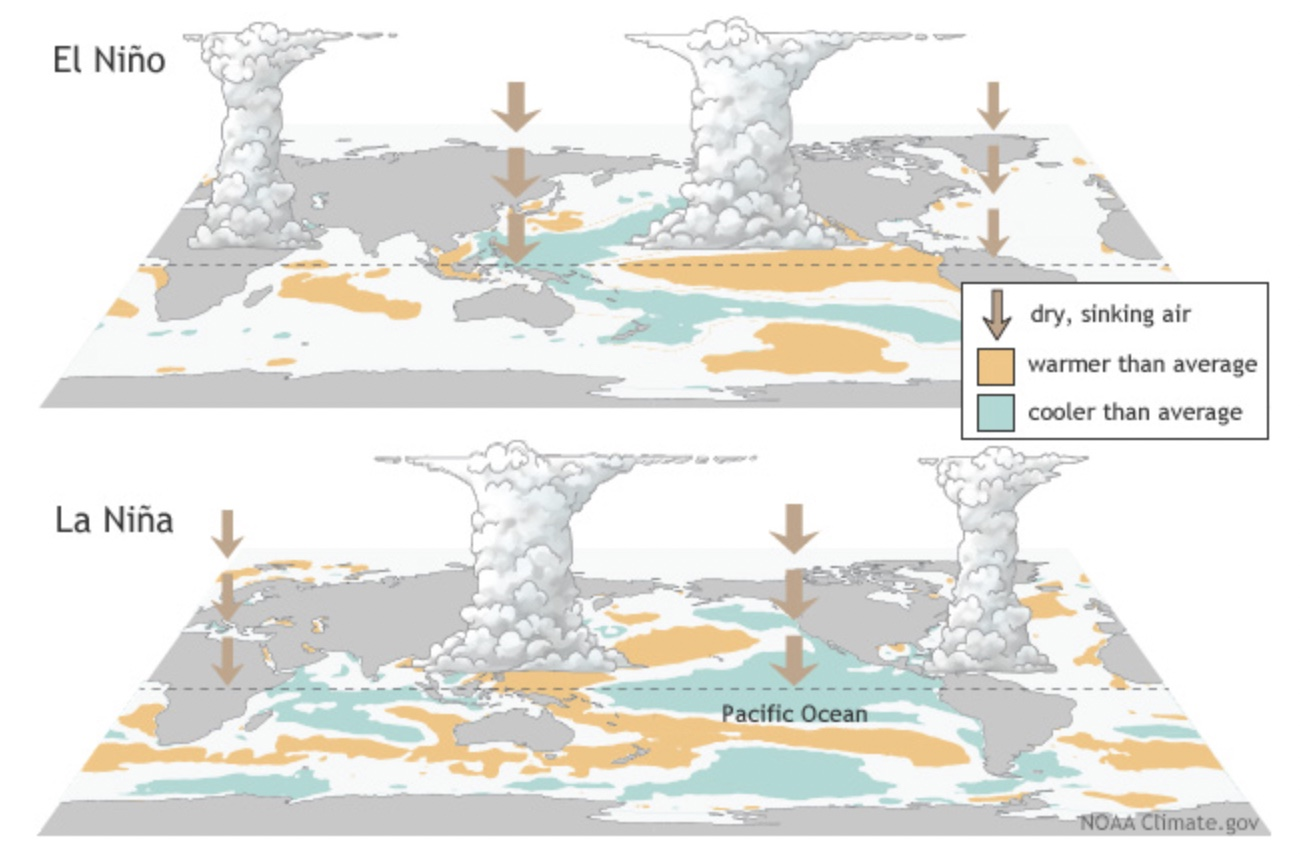 El Niño
dry, sinking air
warmer than average
cooler than average
La Niña
Pacific Ocean
NOAA Climate.gov